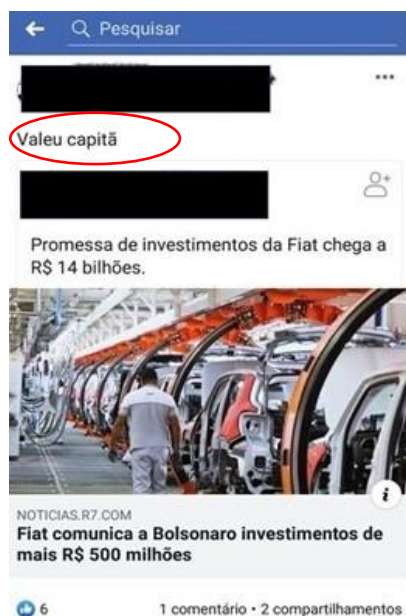 Pesquisar
Valeu capitã
Promessa de investimentos da Fiat chega a
R$ 14 bilhões.
NOTICIAS.R7.COM
Fiat comunica a Bolsonaro investimentos de
mais R$ 500 milhões
6
1 comentário • 2 compartilhamentos